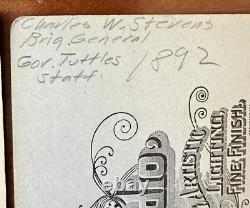 Charles W. Stevens
Brig General
Gov. Tuttles 1892
Staff.
ARTISTIC
LIGHTING,
FINE FINISH.